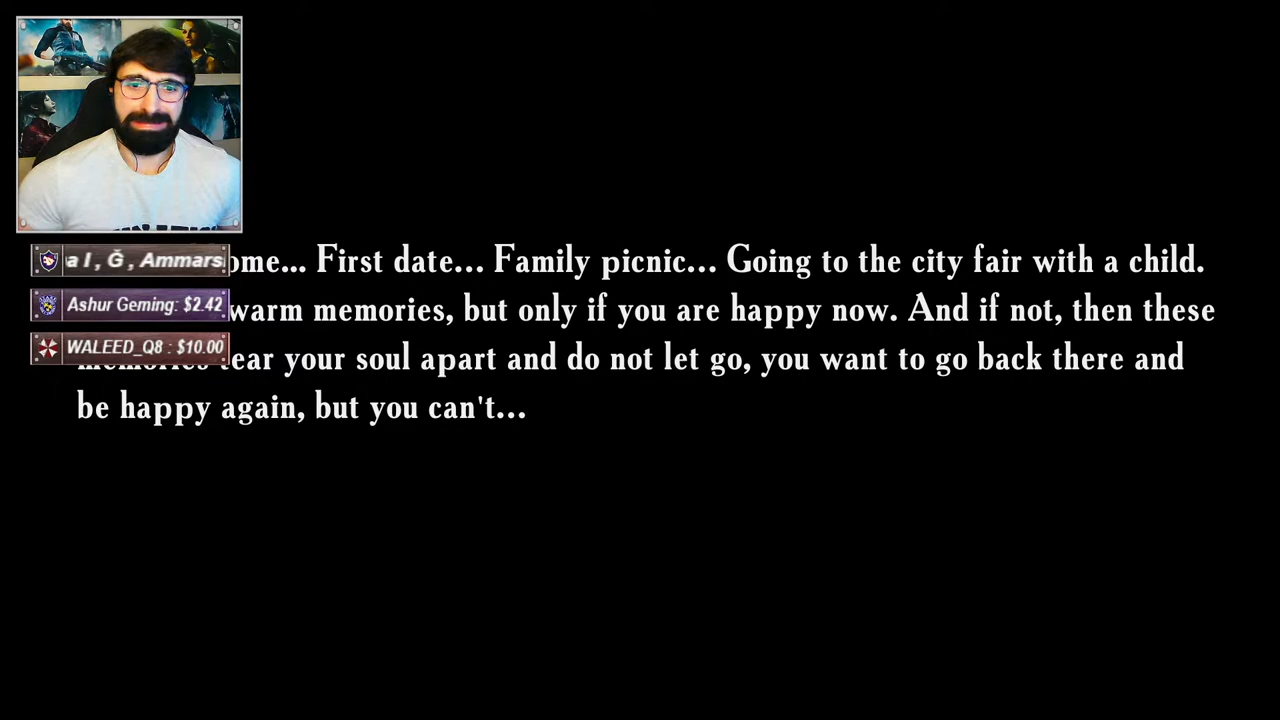 ome... First date... Family picnic... Going to the city fair with a child.
a I , Ğ , Ammars
Ashur Geming: $2.42
warm memories, but only if you are happy now. And if not, then these
WALEED_Q8 : $10.00
memories tear your soul apart and do not let go, you want to go back there and
be happy again, but you can't...